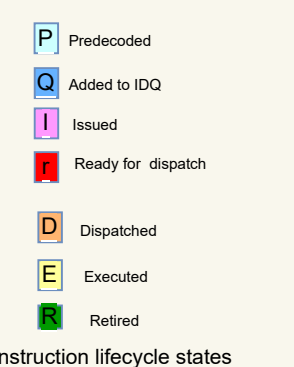 P Predecoded
Q Added to IDQ
I Issued
r Ready for dispatch
D Dispatched
E Executed
R Retired
nstruction lifecycle states